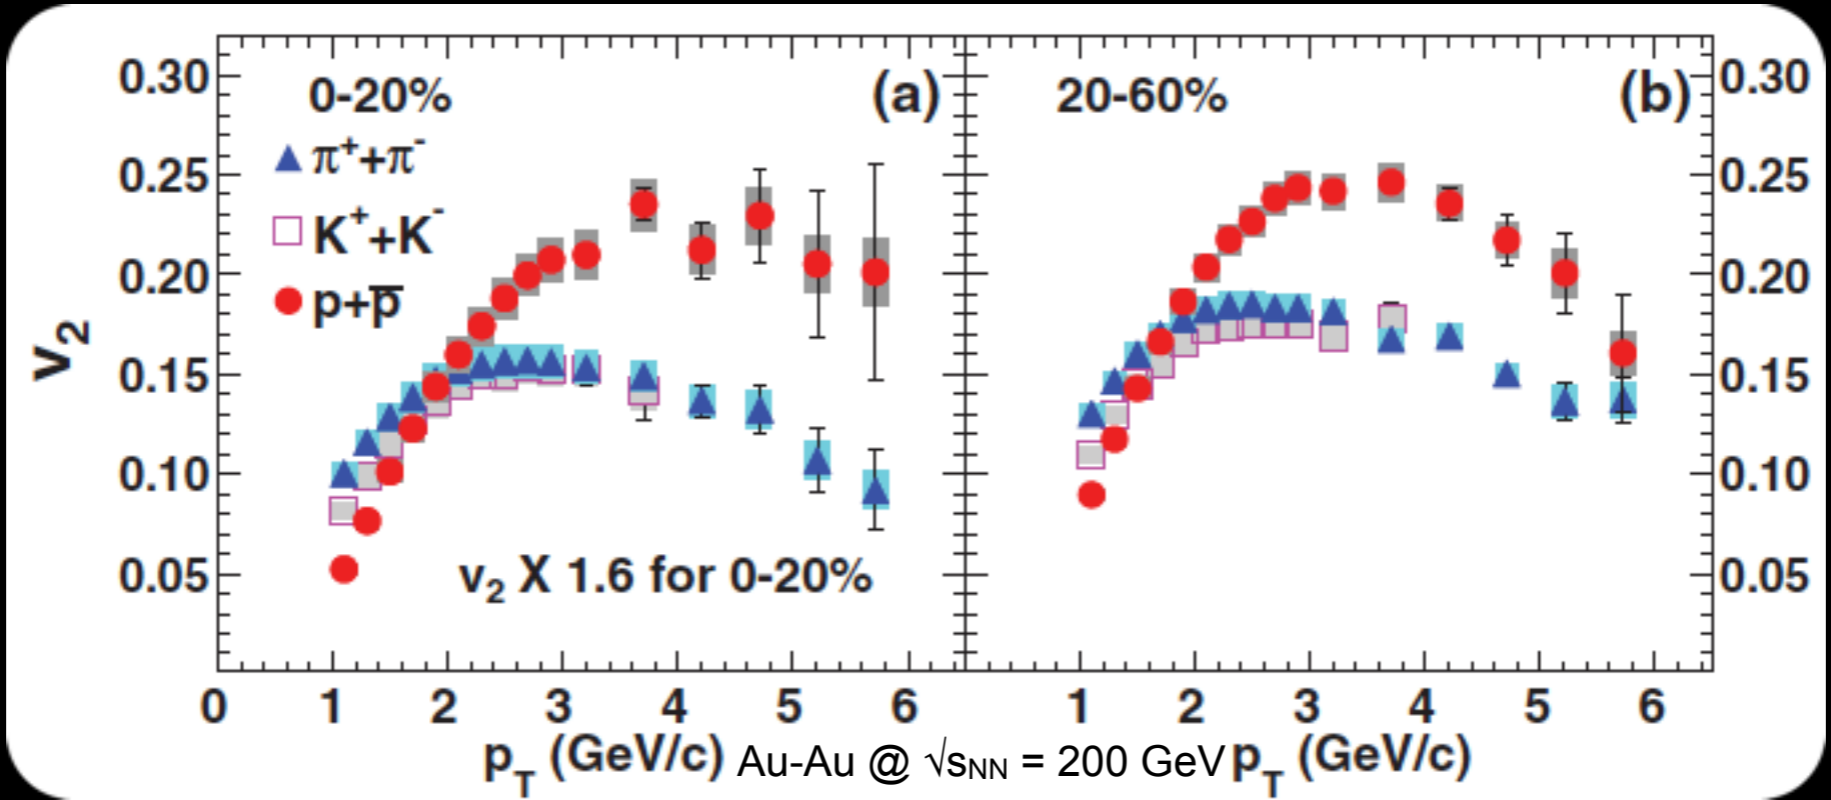 0-20% (a)
20-60% (b)
π⁺+π⁻
K⁺+K⁻
p+p̅
v₂ X 1.6 for 0-20%
v₂
0.30
0.25
0.20
0.15
0.10
0.05
0.30
0.25
0.20
0.15
0.10
0.05
0 1 2 3 4 5 6
1 2 3 4 5 6
p_T (GeV/c) Au-Au @ √sNN = 200 GeV p_T (GeV/c)